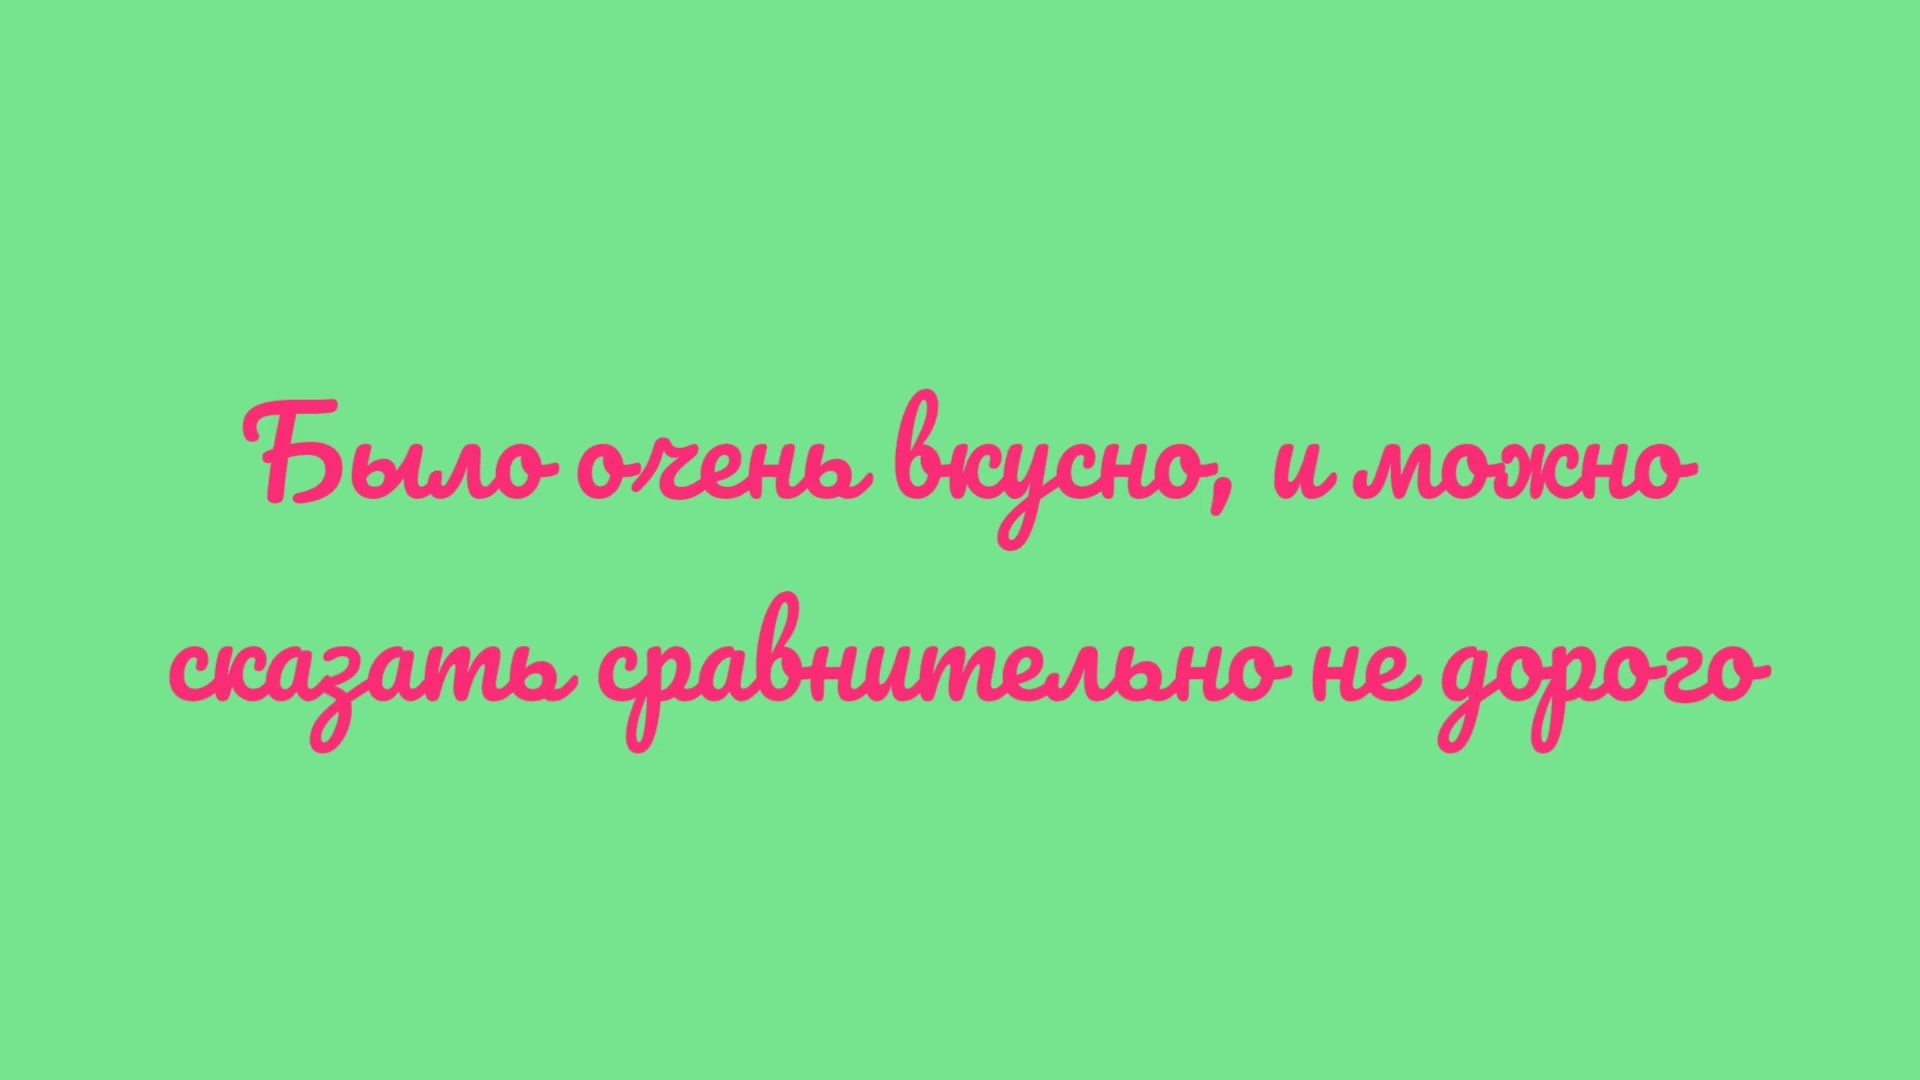 Было очень вкусно, и можно
сказать сравнительно не дорого